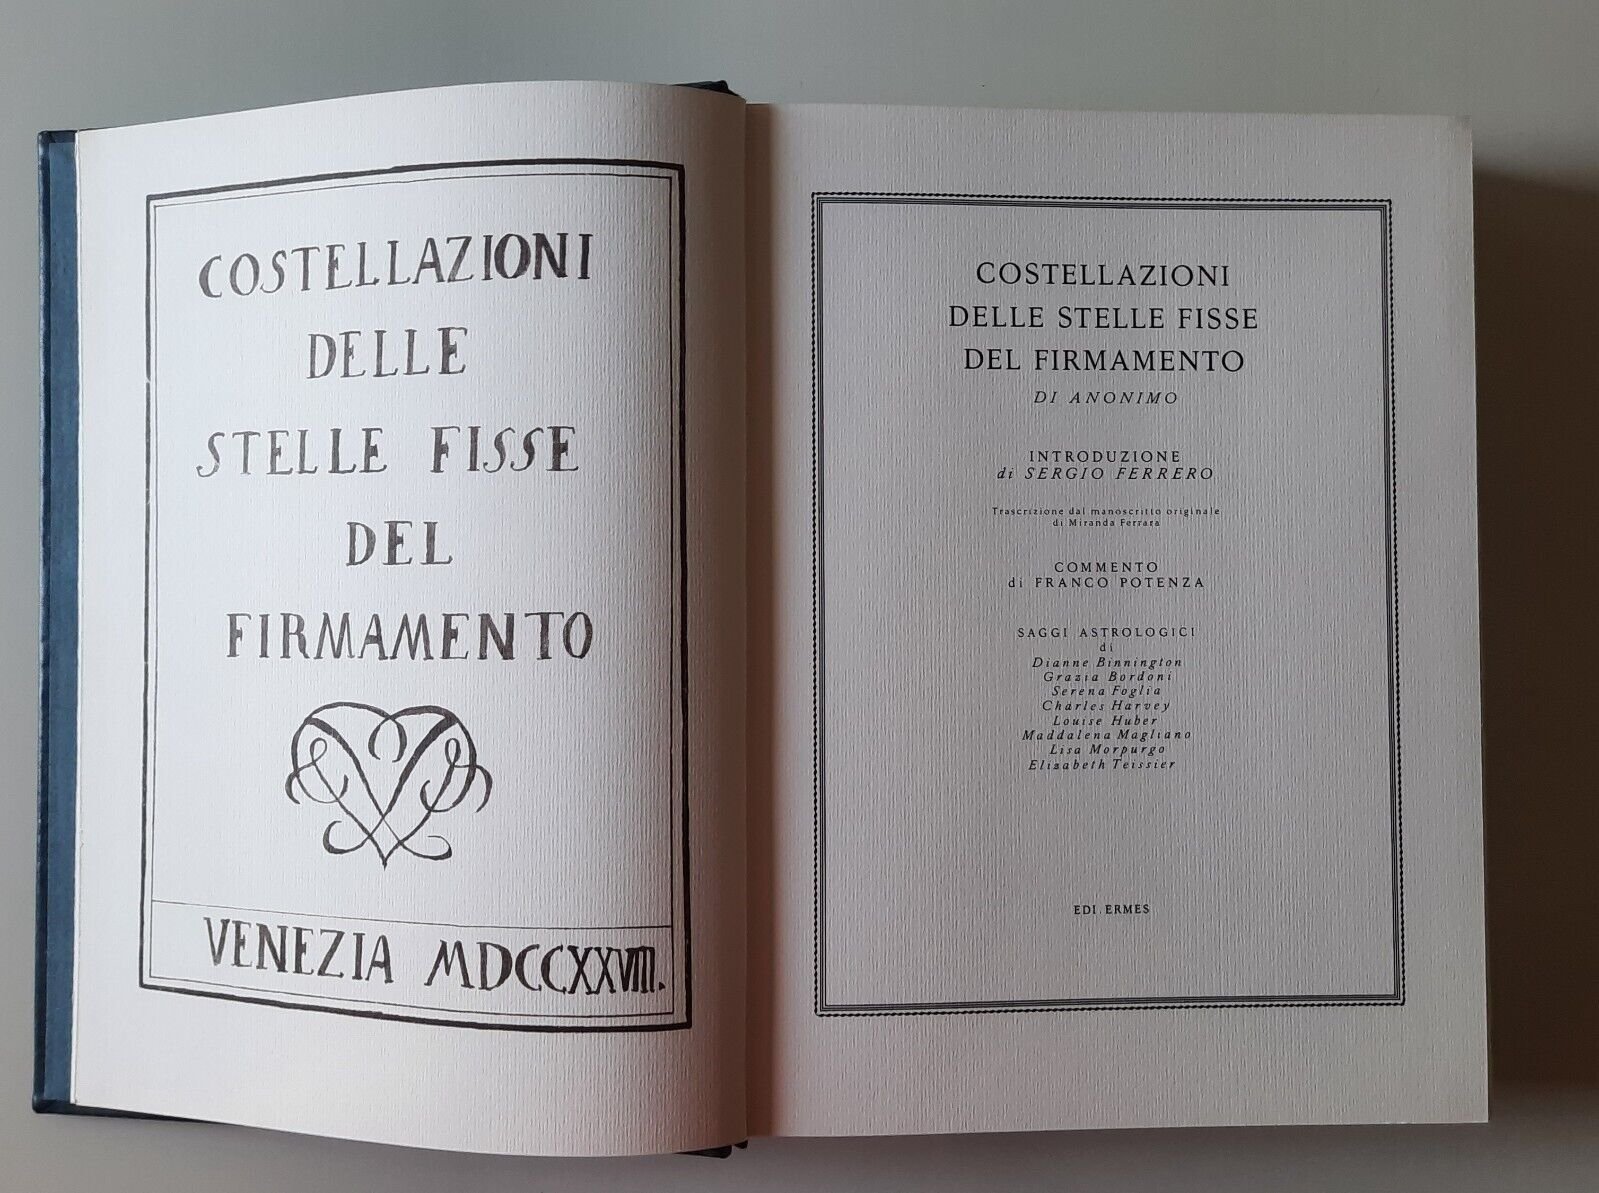 COSTELLAZIONI
DELLE
STELLE FISSE
DEL
FIRMAMENTO
VENEZIA MDCCXXVIII.
COSTELLAZIONI
DELLE STELLE FISSE
DEL FIRMAMENTO
DI ANONIMO
INTRODUZIONE
di SERGIO FERRERO
Trascrizione dal manoscritto originale
di Miranda Ferrara
COMMENTO
di FRANCO POTENZA
SAGGI ASTROLOGICI
di
Dianne Binnington
Grazia Bordoni
Serena Foglia
Charles Harvey
Louise Huber
Maddalena Magliano
Lisa Morpurgo
Elizabeth Teissier
EDI.ERMES